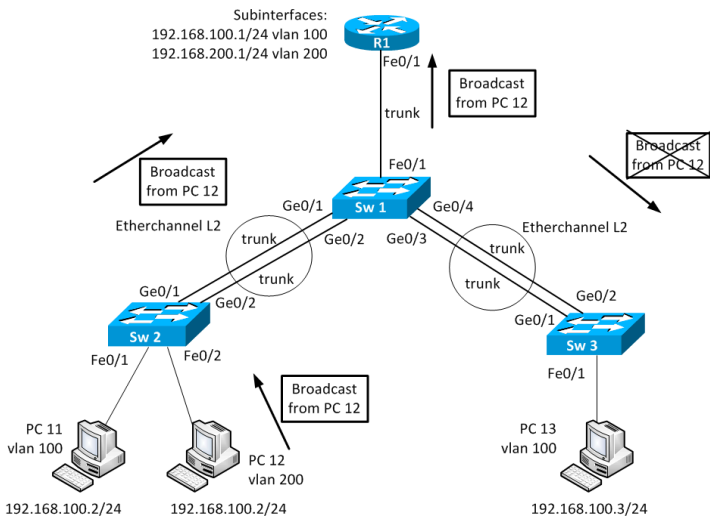 Subinterfaces:
192.168.100.1/24 vlan 100
192.168.200.1/24 vlan 200
R1
Fe0/1
Broadcast
from PC 12
trunk
Broadcast
from PC 12
Broadcast
from PC 12
Fe0/1
Ge0/1
Sw 1
Ge0/4
Etherchannel L2
Ge0/2
Ge0/3
Etherchannel L2
trunk
trunk
trunk
trunk
Ge0/1
Ge0/2
Ge0/2
Ge0/1
Sw 2
Sw 3
Fe0/1
Fe0/2
Fe0/1
Broadcast
from PC 12
PC 11
vlan 100
PC 12
vlan 200
PC 13
vlan 100
192.168.100.2/24
192.168.100.2/24
192.168.100.3/24